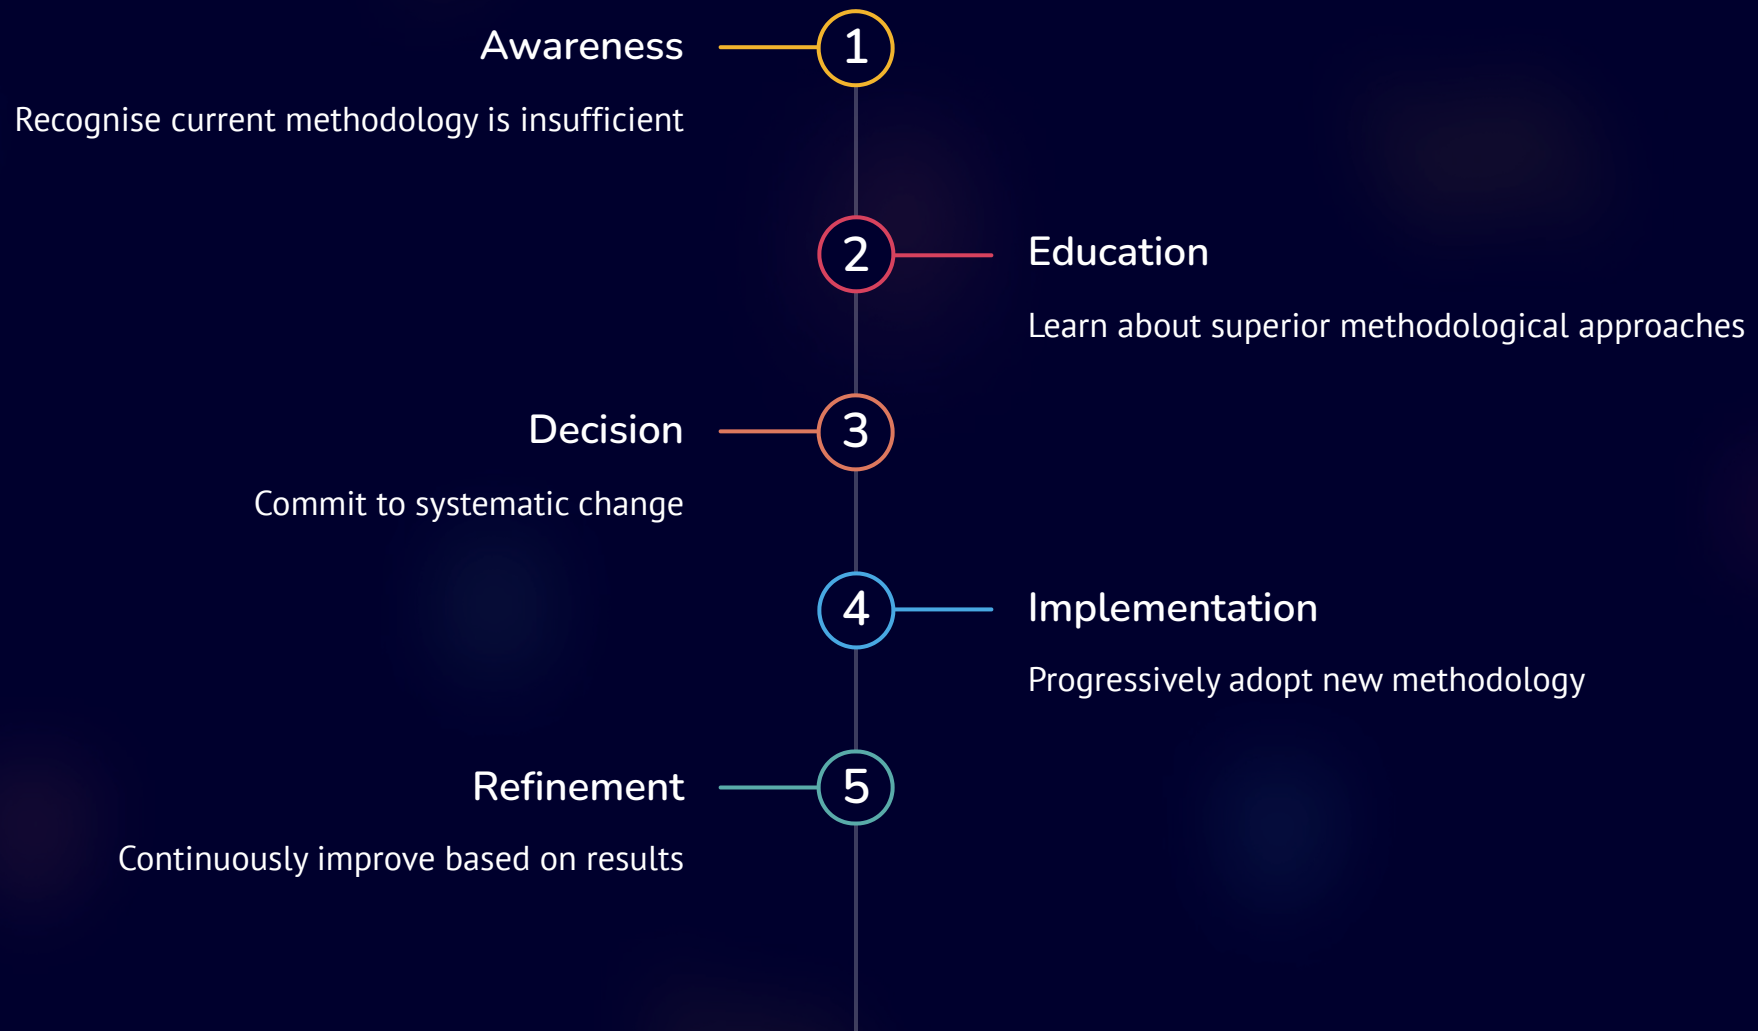 Awareness
1
Recognise current methodology is insufficient
2
Education
Learn about superior methodological approaches
Decision
3
Commit to systematic change
4
Implementation
Progressively adopt new methodology
Refinement
5
Continuously improve based on results